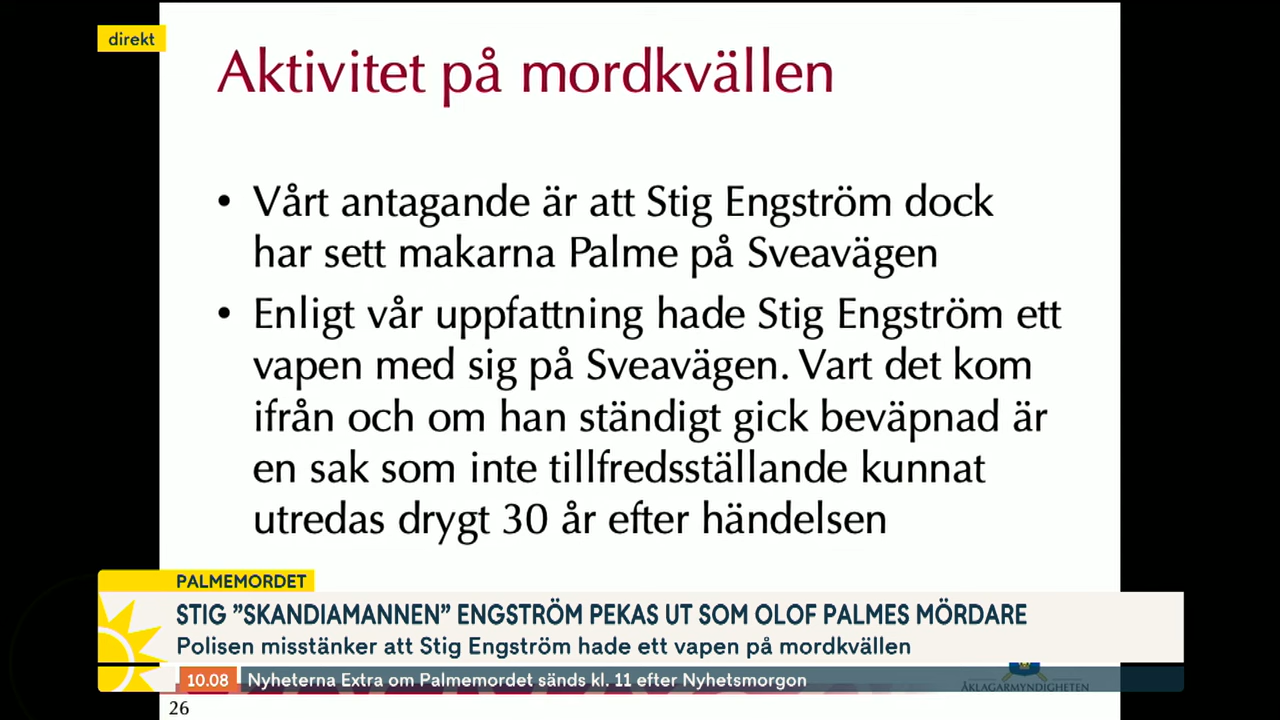 direkt
Aktivitet på mordkvällen
• Vårt antagande är att Stig Engström dock
har sett makarna Palme på Sveavägen
• Enligt vår uppfattning hade Stig Engström ett
vapen med sig på Sveavägen. Vart det kom
ifrån och om han ständigt gick beväpnad är
en sak som inte tillfredsställande kunnat
utredas drygt 30 år efter händelsen
PALMEMORDET
STIG ”SKANDIAMANNEN” ENGSTRÖM PEKAS UT SOM OLOF PALMES MÖRDARE
Polisen misstänker att Stig Engström hade ett vapen på mordkvällen
10.08 Nyheterna Extra om Palmemordet sänds kl. 11 efter Nyhetsmorgon
ÅKLAGARMYNDIGHETEN
26